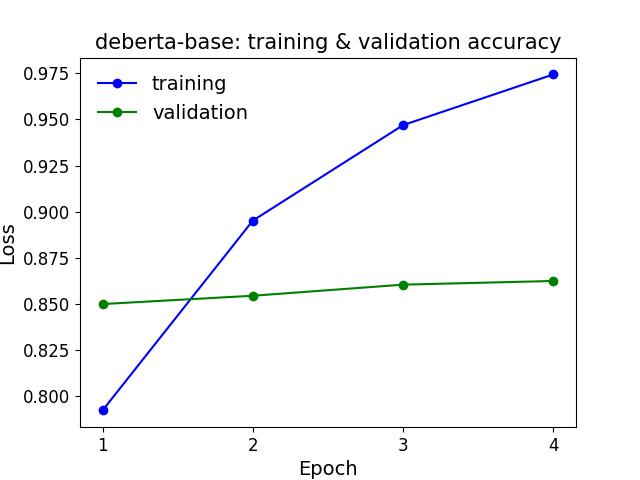 deberta-base: training & validation accuracy
training
validation
0.975
0.950
0.925
0.900
0.875
0.850
0.825
0.800
Loss
1 2 3 4
Epoch